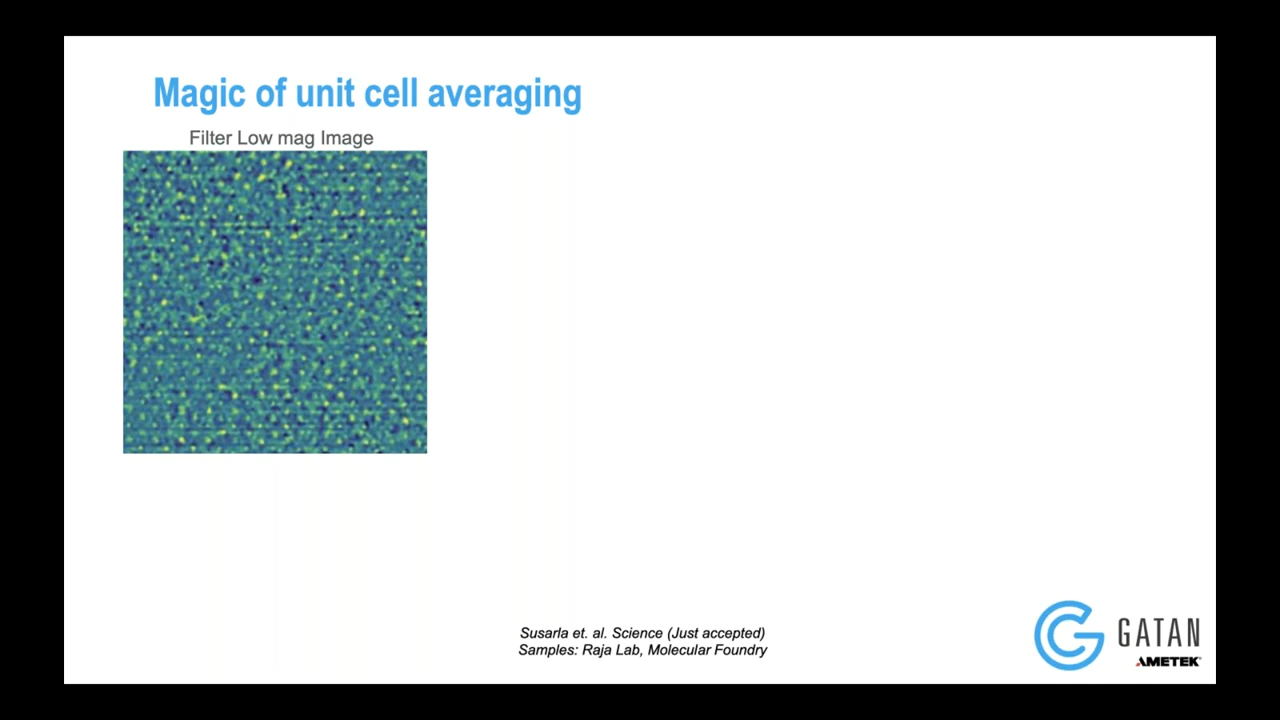 Magic of unit cell averaging
Filter Low mag Image
Susarla et. al. Science (Just accepted)
Samples: Raja Lab, Molecular Foundry
GATAN
AMETEK